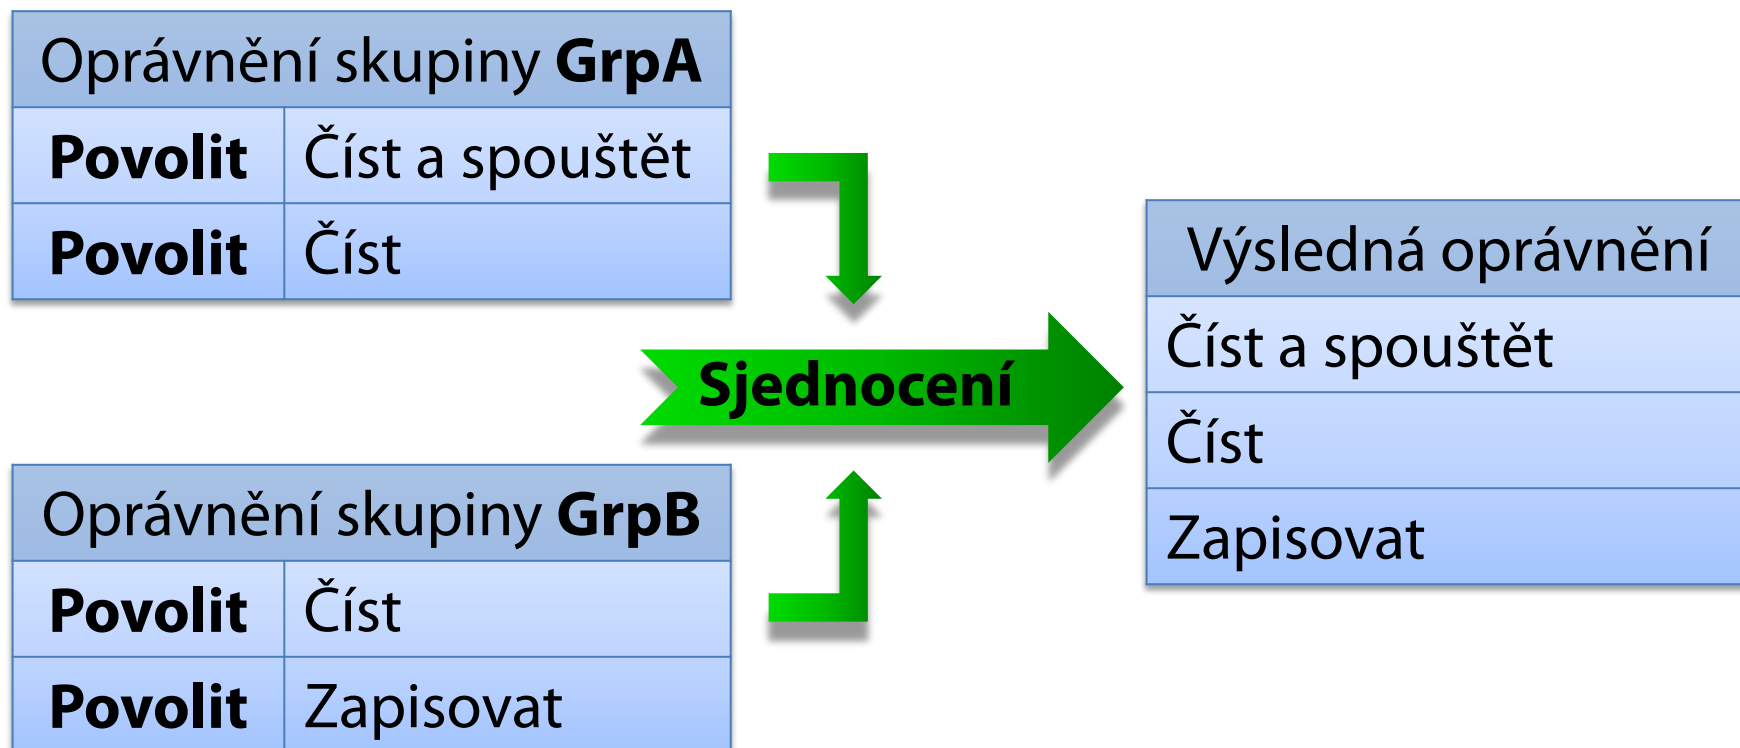 Oprávnění skupiny GrpA
Povolit Číst a spouštět
Povolit Číst
Sjednocení
Oprávnění skupiny GrpB
Povolit Číst
Povolit Zapisovat
Výsledná oprávnění
Číst a spouštět
Číst
Zapisovat